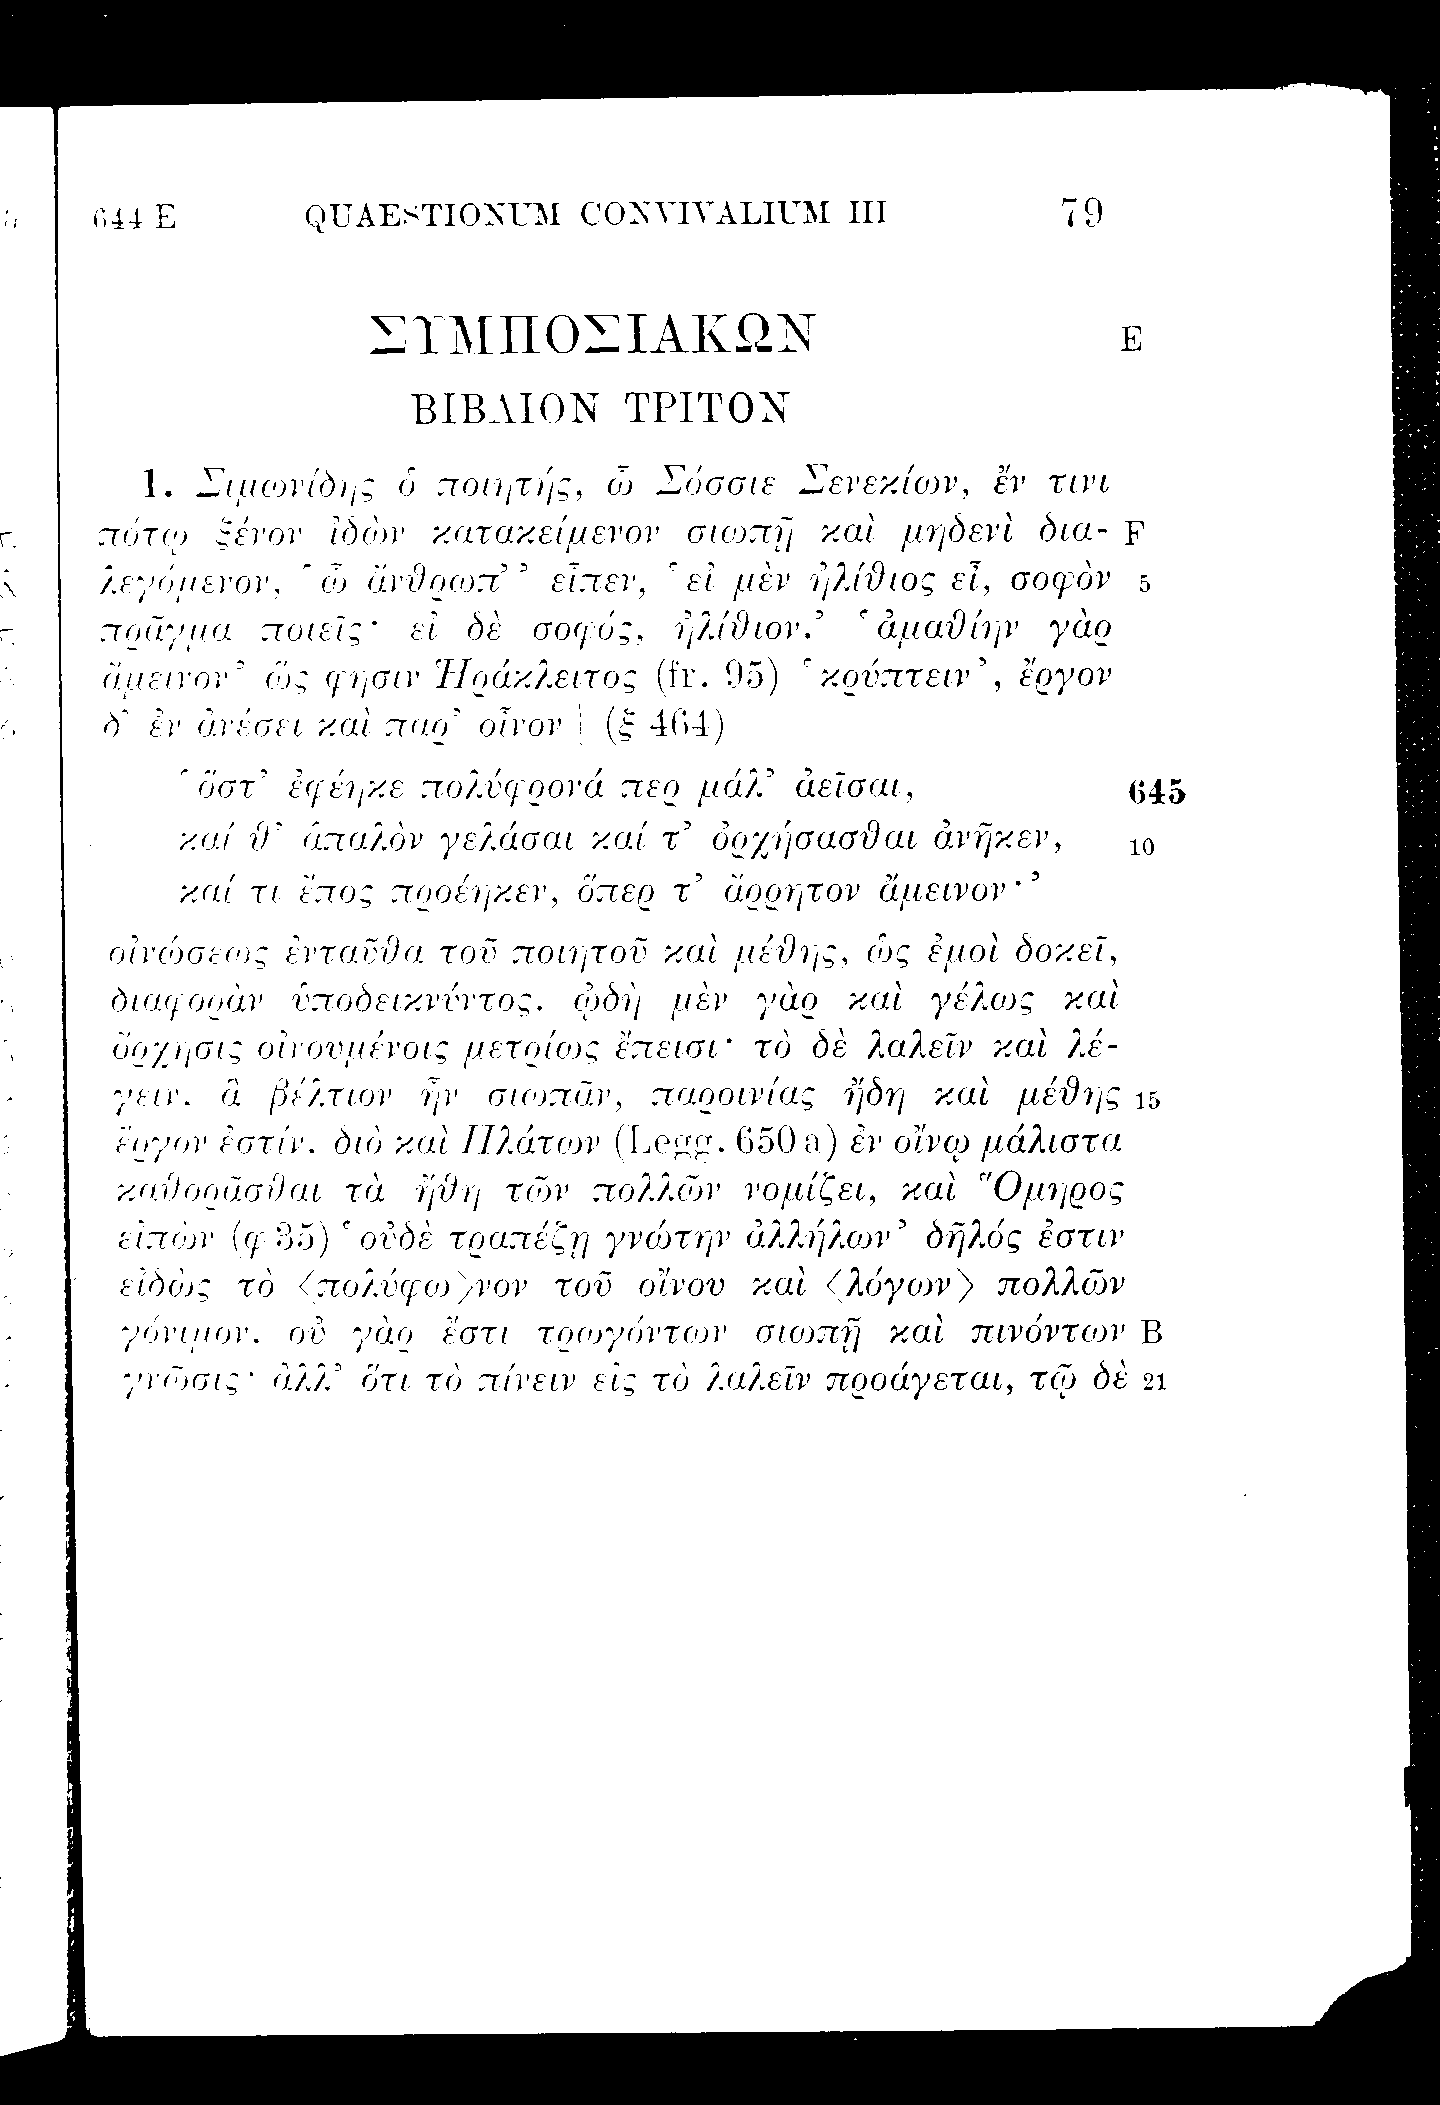 644 E QUAESTIONUM CONVIVALIUM III 79
ΣΥΜΠΟΣΙΑΚΩΝ E
ΒΙΒΛΙΟΝ ΤΡΙΤΟΝ
1. Σιμωνίδης ὁ ποιητής, ὦ Σόσσιε Σενεκίων, ἔν τινι
πότῳ ξένον ἰδὼν κατακείμενον σιωπῇ καὶ μηδενὶ δια- F
λεγόμενον, ‘ὦ ἄνθρωπ’’ εἶπεν, ‘εἰ μὲν ἠλίθιος εἶ, σοφὸν 5
πρᾶγμα ποιεῖς· εἰ δὲ σοφός, ἠλίθιον.’ ‘ἀμαθίην γὰρ
ἄμεινον’ ὥς φησιν Ἡράκλειτος (fr. 95) ‘κρύπτειν’, ἔργον
δ’ ἐν ἀνέσει καὶ παρ’ οἶνον | (ξ 464)
‘ὅστ’ ἐφέηκε πολύφρονά περ μάλ’ ἀεῖσαι, 645
καί θ’ ἁπαλὸν γελάσαι καί τ’ ὀρχήσασθαι ἀνῆκεν, 10
καί τι ἔπος προέηκεν, ὅπερ τ’ ἄρρητον ἄμεινον·’
οἰνώσεως ἐνταῦθα τοῦ ποιητοῦ καὶ μέθης, ὡς ἐμοὶ δοκεῖ,
διαφορὰν ὑποδεικνύντος. ᾠδὴ μὲν γὰρ καὶ γέλως καὶ
ὄρχησις οἰνουμένοις μετρίως ἔπεισι· τὸ δὲ λαλεῖν καὶ λέ-
γειν, ἃ βέλτιον ἦν σιωπᾶν, παροινίας ἤδη καὶ μέθης 15
ἔργον ἐστίν. διὸ καὶ Πλάτων (Legg. 650 a) ἐν οἴνῳ μάλιστα
καθορᾶσθαι τὰ ἤθη τῶν πολλῶν νομίζει, καὶ Ὅμηρος
εἰπὼν (φ 35) ‘οὐδὲ τραπέζῃ γνώτην ἀλλήλων’ δῆλός ἐστιν
εἰδὼς τὸ ⟨πολύφω⟩νον τοῦ οἴνου καὶ ⟨λόγων⟩ πολλῶν
γόνιμον. οὐ γὰρ ἔστι τρωγόντων σιωπῇ καὶ πινόντων B
γνῶσις· ἀλλ’ ὅτι τὸ πίνειν εἰς τὸ λαλεῖν προάγεται, τῷ δὲ 21